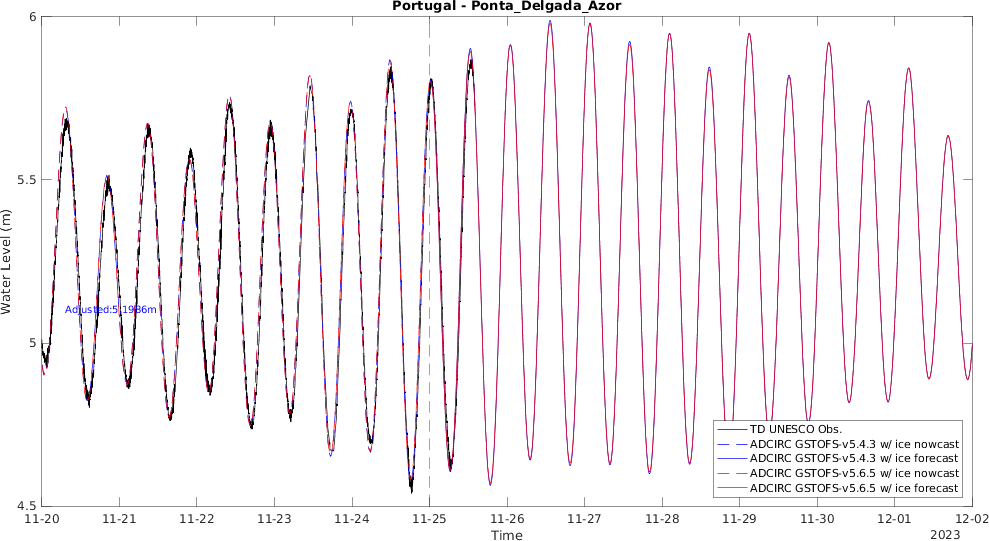 Portugal - Ponta_Delgada_Azor
6
5.5
5
4.5
Water Level (m)
Adjusted:5.1986m
TD UNESCO Obs.
ADCIRC GSTOFS-v5.4.3 w/ ice nowcast
ADCIRC GSTOFS-v5.4.3 w/ ice forecast
ADCIRC GSTOFS-v5.6.5 w/ ice nowcast
ADCIRC GSTOFS-v5.6.5 w/ ice forecast
11-20 11-21 11-22 11-23 11-24 11-25 11-26 11-27 11-28 11-29 11-30 12-01 12-02
Time
2023